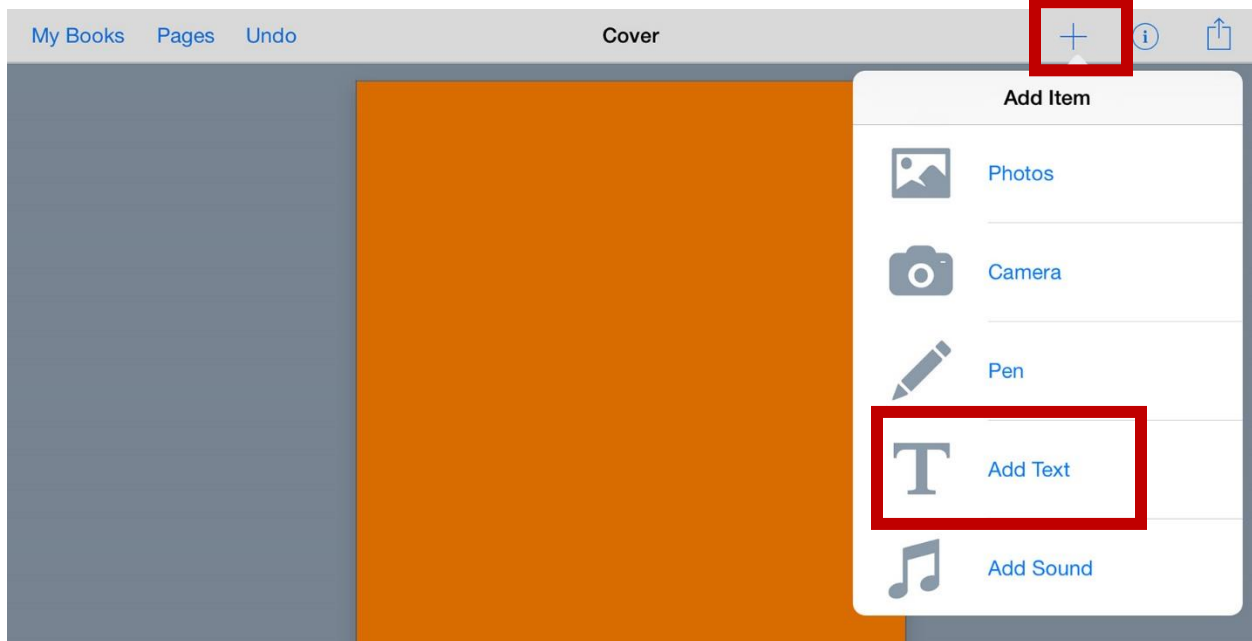 My Books Pages Undo Cover
Add Item
Photos
Camera
Pen
Add Text
Add Sound